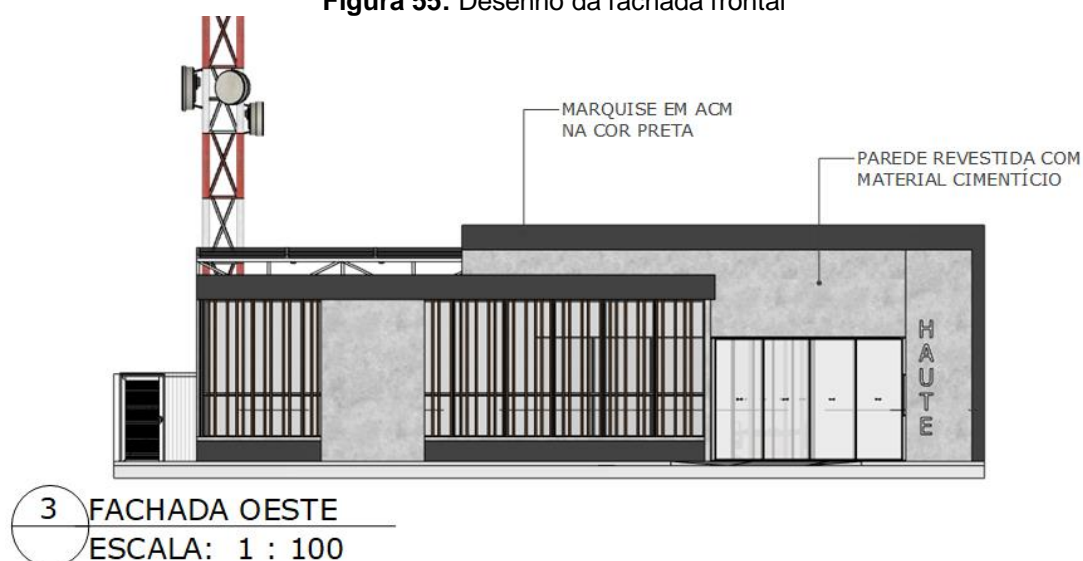 Figura 55: Desenho da fachada frontal
MARQUISE EM ACM
NA COR PRETA
PAREDE REVESTIDA COM
MATERIAL CIMENTÍCIO
HAUTE
3
FACHADA OESTE
ESCALA: 1 : 100